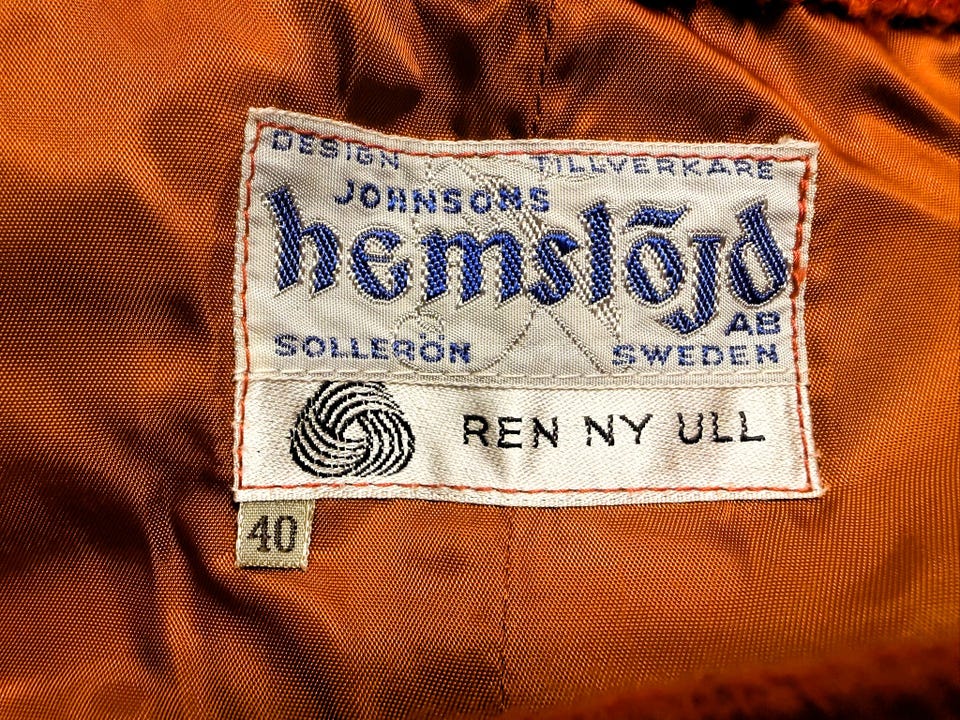 DESIGN TILLVERKARE
JOHNSONS
hemslöjd
AB
SOLLERÖN SWEDEN
REN NY ULL
40